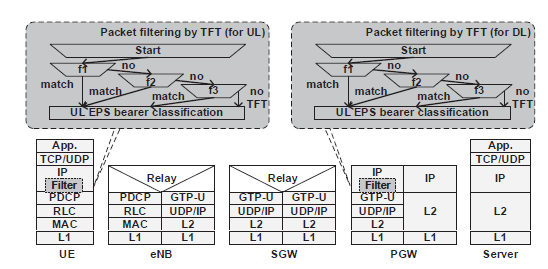 Packet filtering by TFT (for UL)
Start
f1
no
match
f2
no
match
match
f3
no
TFT
UL EPS bearer classification
Packet filtering by TFT (for DL)
Start
f1
no
match
f2
no
match
match
f3
no
TFT
UL EPS bearer classification
App.
TCP/UDP
IP
Filter
PDCP
RLC
MAC
L1
UE
Relay
PDCP GTP-U
RLC UDP/IP
MAC L2
L1 L1
eNB
Relay
GTP-U GTP-U
UDP/IP UDP/IP
L2 L2
L1 L1
SGW
IP
Filter
IP
GTP-U
UDP/IP
L2
L2
L1 L1
PGW
App.
TCP/UDP
IP
L2
L1
Server